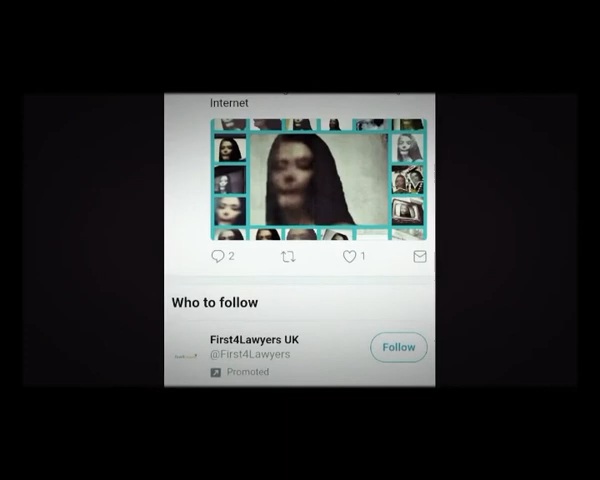 Internet
2
1
Who to follow
First4Lawyers UK
@First4Lawyers
Follow
Promoted